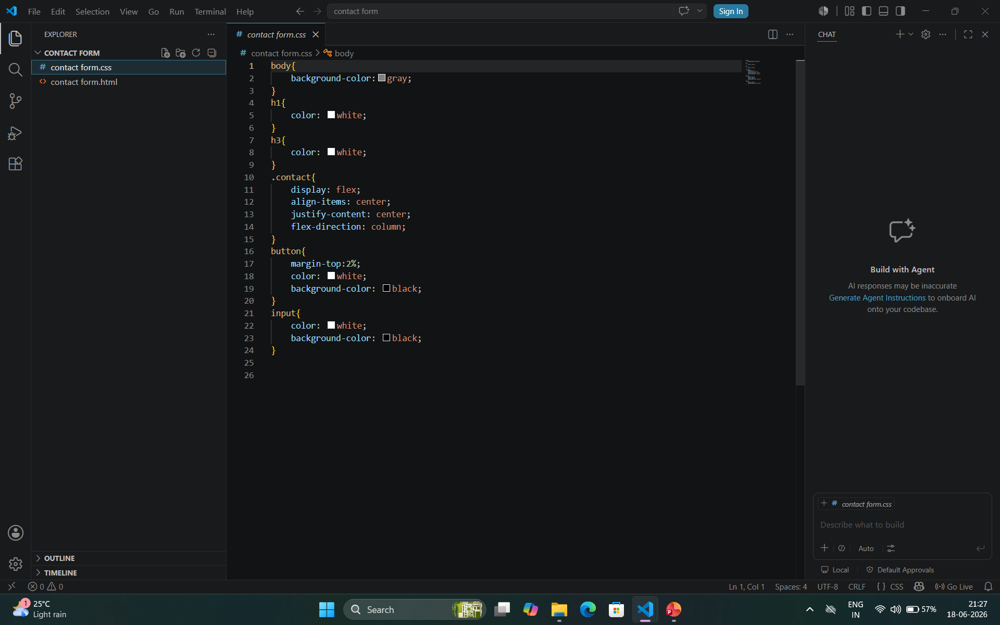 File Edit Selection View Go Run Terminal Help
contact form
Sign In
EXPLORER
CONTACT FORM
# contact form.css
<> contact form.html
OUTLINE
TIMELINE
# contact form.css
# contact form.css > body
1 body{
2     background-color:gray;
3 }
4 h1{
5     color: white;
6 }
7 h3{
8     color: white;
9 }
10 .contact{
11     display: flex;
12     align-items: center;
13     justify-content: center;
14     flex-direction: column;
15 }
16 button{
17     margin-top:2%;
18     color: white;
19     background-color: black;
20 }
21 input{
22     color: white;
23     background-color: black;
24 }
25
26
CHAT
Build with Agent
AI responses may be inaccurate
Generate Agent Instructions to onboard AI
onto your codebase.
# contact form.css
Describe what to build
Auto
Local Default Approvals
0 0
Ln 1, Col 1 Spaces: 4 UTF-8 CRLF { } CSS Go Live
1
25°C
Light rain
Search
P
ENG
IN
57%
21:27
18-06-2026